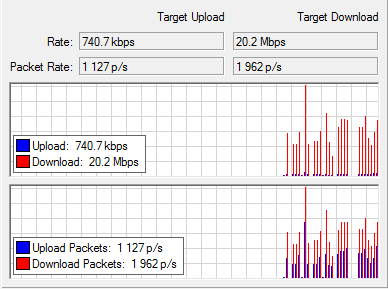 Target Upload Target Download
Rate: 740.7 kbps 20.2 Mbps
Packet Rate: 1 127 p/s 1 962 p/s
Upload: 740.7 kbps
Download: 20.2 Mbps
Upload Packets: 1 127 p/s
Download Packets: 1 962 p/s